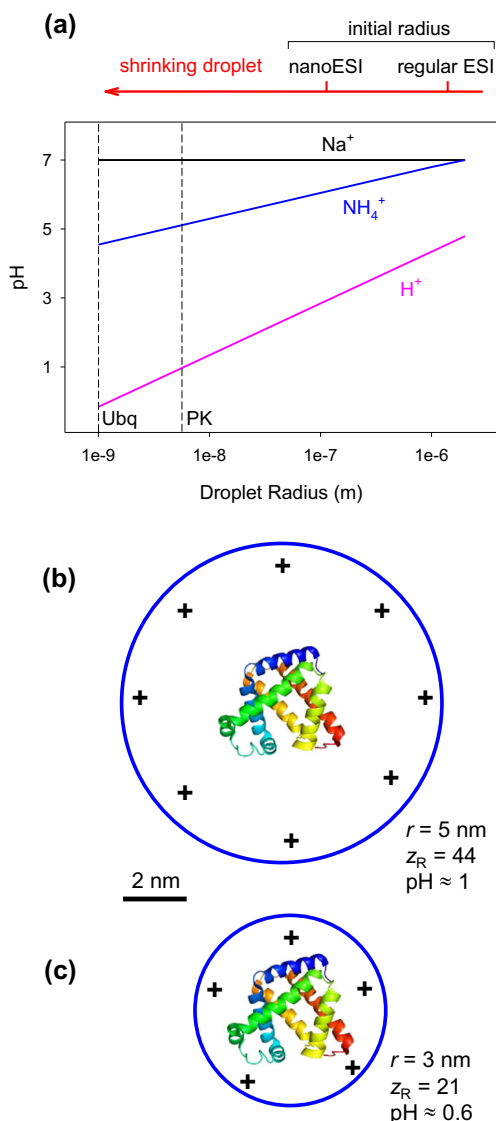 (a)
initial radius
shrinking droplet
nanoESI regular ESI
7
Na⁺
NH₄⁺
5
pH
3
H⁺
1
Ubq PK
1e-9 1e-8 1e-7 1e-6
Droplet Radius (m)
(b)
+
+ +
+ +
+ +
+
r = 5 nm
z_R = 44
pH ≈ 1
2 nm
(c)
+
+ +
+ +
r = 3 nm
z_R = 21
pH ≈ 0.6